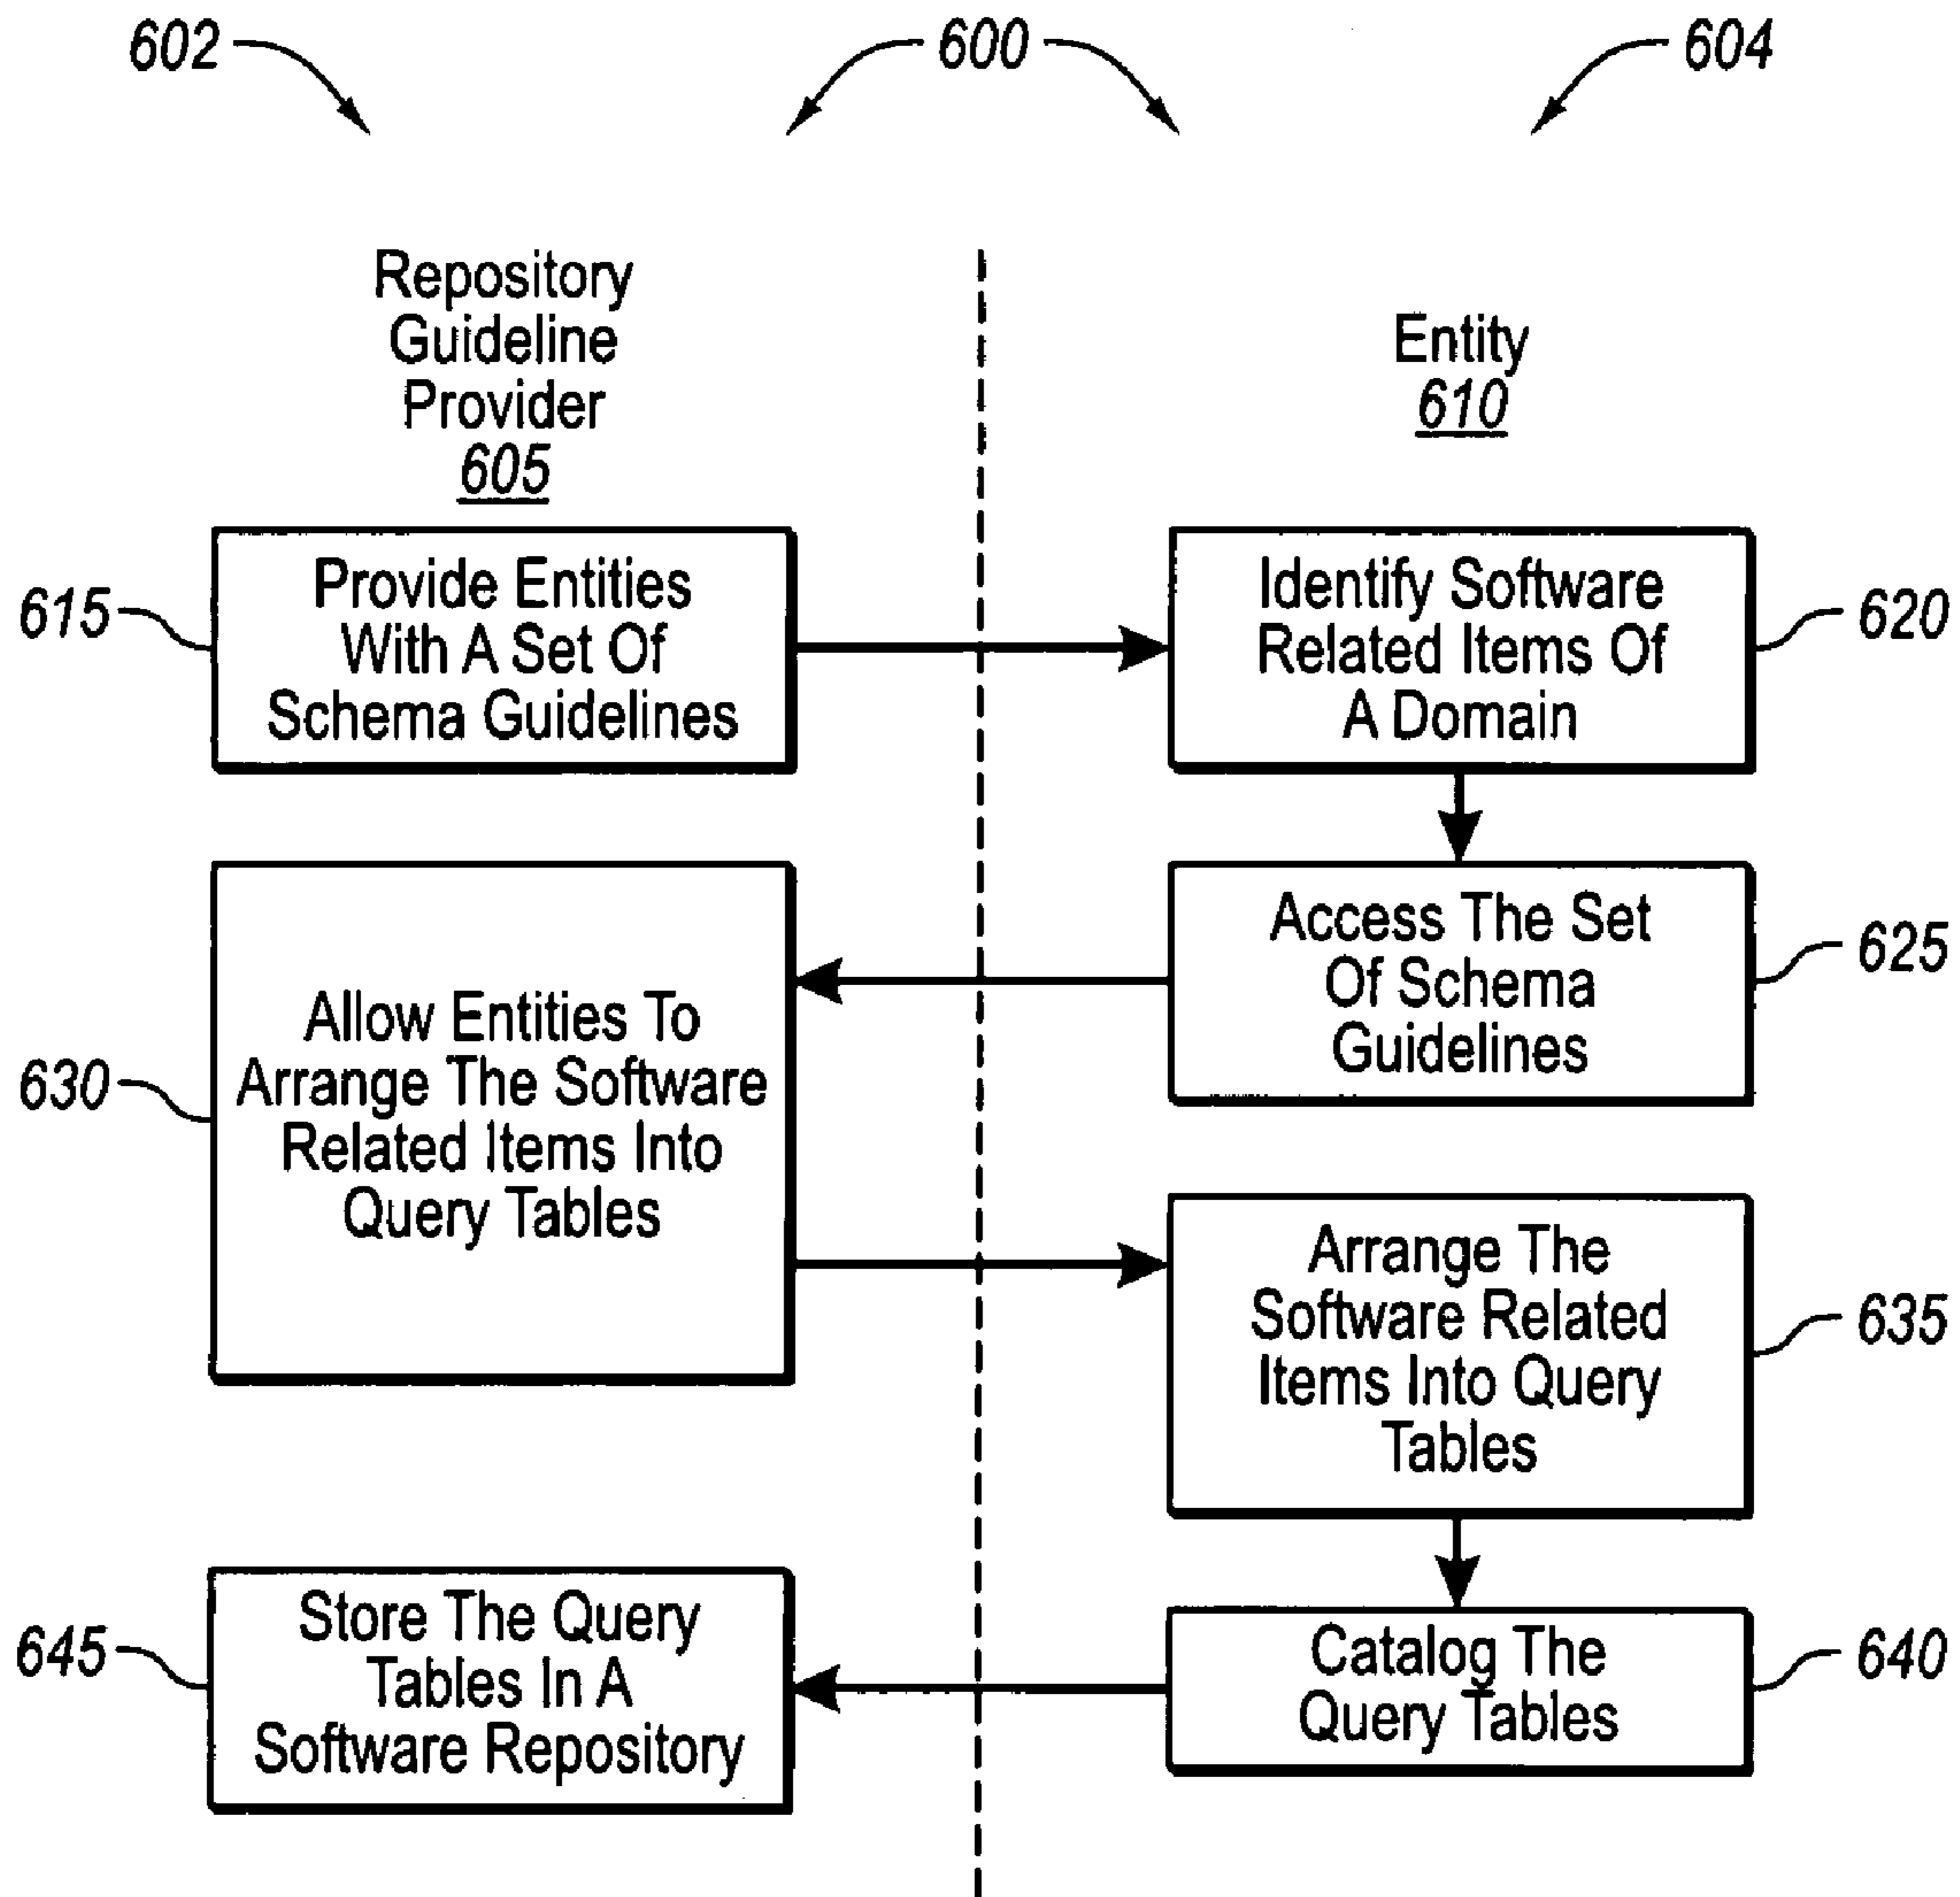 602
600
604
Repository
Guideline
Provider
605
Entity
610
615
Provide Entities
With A Set Of
Schema Guidelines
Identify Software
Related Items Of
A Domain
620
Access The Set
Of Schema
Guidelines
625
630
Allow Entities To
Arrange The Software
Related Items Into
Query Tables
Arrange The
Software Related
Items Into Query
Tables
635
645
Store The Query
Tables In A
Software Repository
Catalog The
Query Tables
640